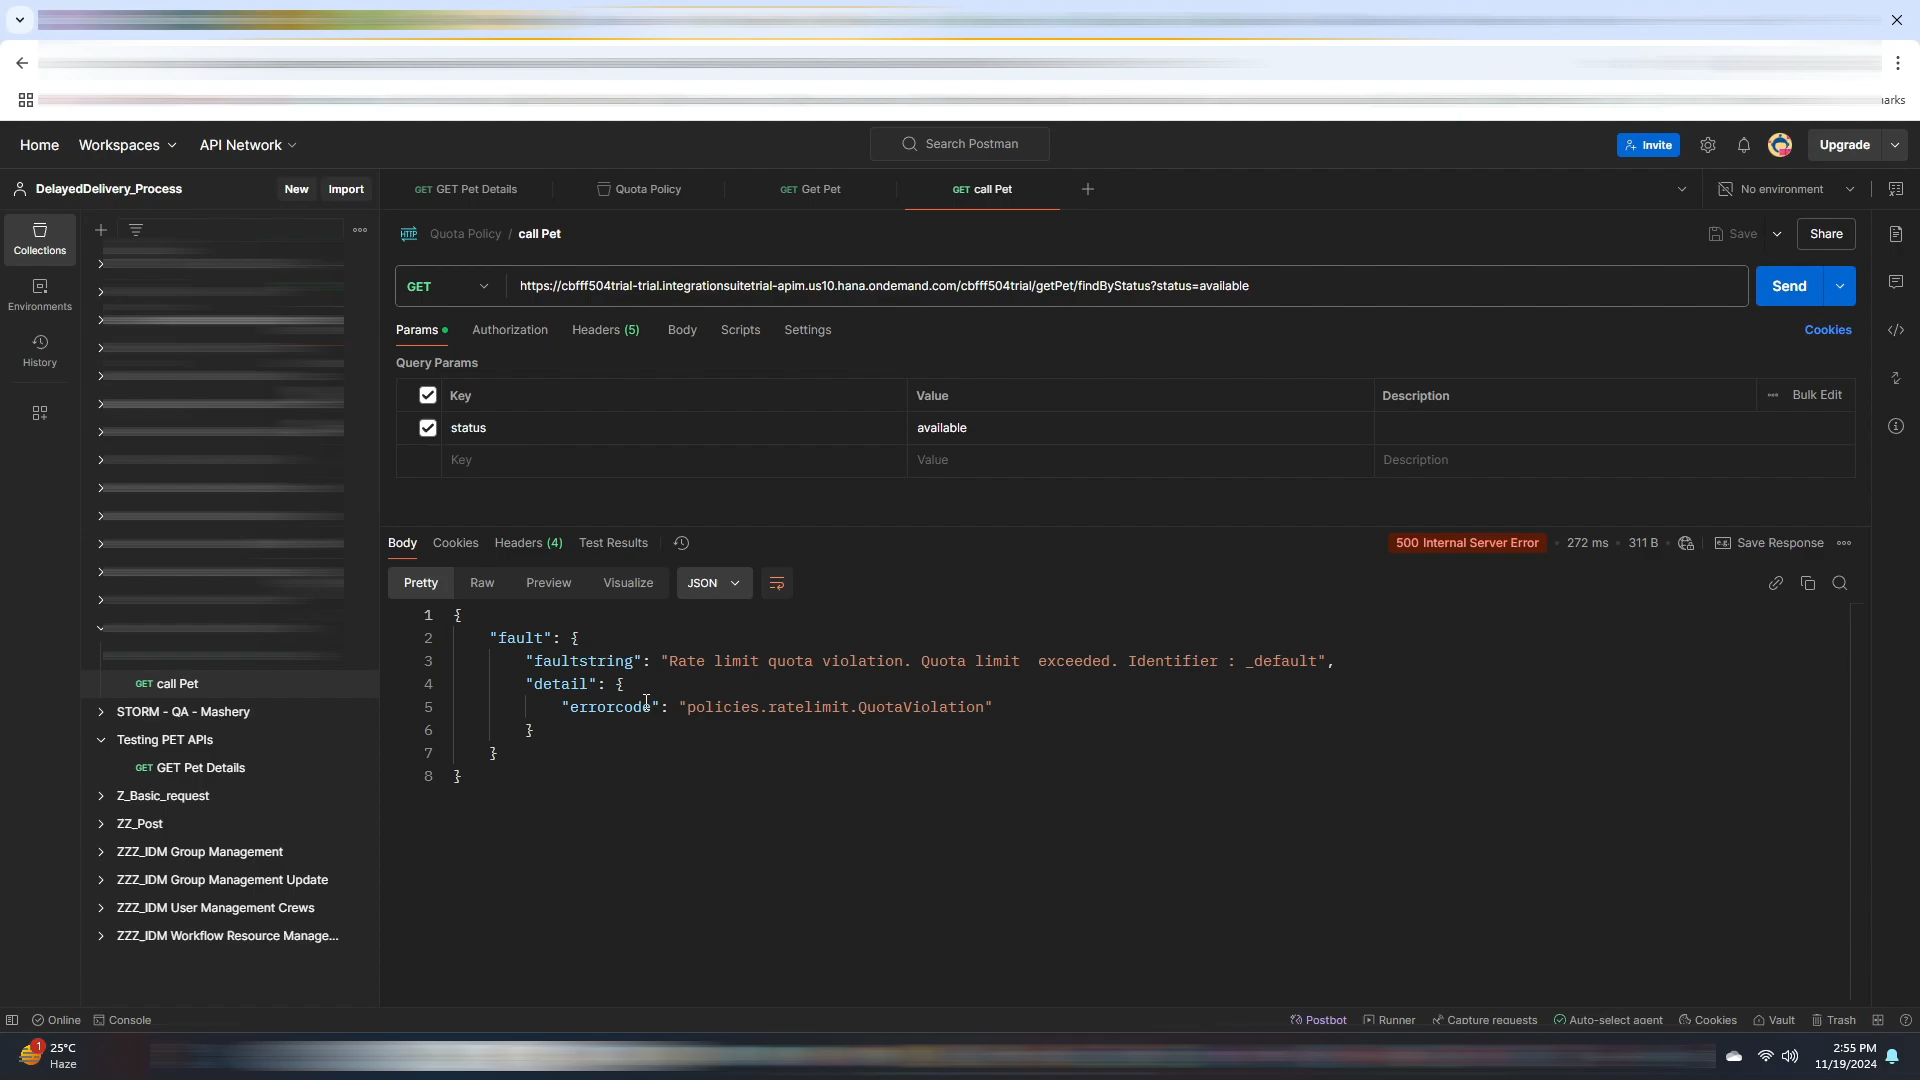 arks
Home Workspaces API Network Search Postman Invite Upgrade
DelayedDelivery_Process New Import GET GET Pet Details Quota Policy GET Get Pet GET call Pet No environment
Collections
Environments
History
Quota Policy / call Pet Save Share
GET https://cbfff504trial-trial.integrationsuitetrial-apim.us10.hana.ondemand.com/cbfff504trial/getPet/findByStatus?status=available Send
Params Authorization Headers (5) Body Scripts Settings Cookies
Query Params
Key Value Description Bulk Edit
status available
Key Value Description
Body Cookies Headers (4) Test Results 500 Internal Server Error 272 ms 311 B e.g. Save Response
Pretty Raw Preview Visualize JSON
1 {
2 "fault": {
3 "faultstring": "Rate limit quota violation. Quota limit  exceeded. Identifier : _default",
4 "detail": {
5 "errorcode": "policies.ratelimit.QuotaViolation"
6 }
7 }
8 }
GET call Pet
STORM - QA - Mashery
Testing PET APIs
GET GET Pet Details
Z_Basic_request
ZZ_Post
ZZZ_IDM Group Management
ZZZ_IDM Group Management Update
ZZZ_IDM User Management Crews
ZZZ_IDM Workflow Resource Manage...
Online Console Postbot Runner Capture requests Auto-select agent Cookies Vault Trash
1 25°C
Haze
2:55 PM
11/19/2024